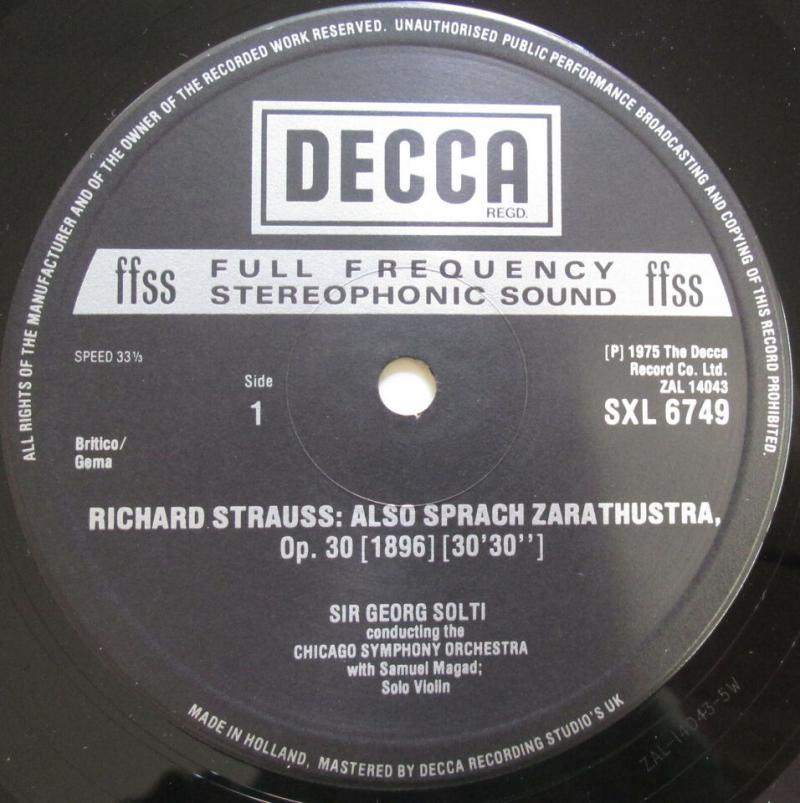 ALL RIGHTS OF THE MANUFACTURER AND OF THE OWNER OF THE RECORDED WORK RESERVED. UNAUTHORISED PUBLIC PERFORMANCE BROADCASTING AND COPYING OF THIS RECORD PROHIBITED.
DECCA
REGD.
ffss FULL FREQUENCY STEREOPHONIC SOUND ffss
SPEED 33⅓
Side
1
[P] 1975 The Decca
Record Co. Ltd.
ZAL 14043
SXL 6749
Britico/
Gema
RICHARD STRAUSS: ALSO SPRACH ZARATHUSTRA,
Op. 30 [1896] [30'30'']
SIR GEORG SOLTI
conducting the
CHICAGO SYMPHONY ORCHESTRA
with Samuel Magad;
Solo Violin
MADE IN HOLLAND, MASTERED BY DECCA RECORDING STUDIO'S UK
ZAL-14043-5W